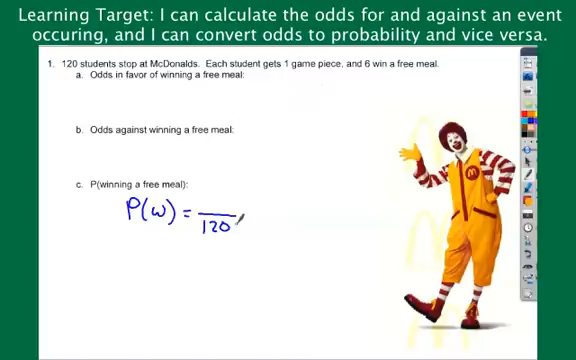 Learning Target: I can calculate the odds for and against an event
occuring, and I can convert odds to probability and vice versa.
1. 120 students stop at McDonalds. Each student gets 1 game piece, and 6 win a free meal.
a. Odds in favor of winning a free meal:
b. Odds against winning a free meal:
c. P(winning a free meal):
P(w) =
120